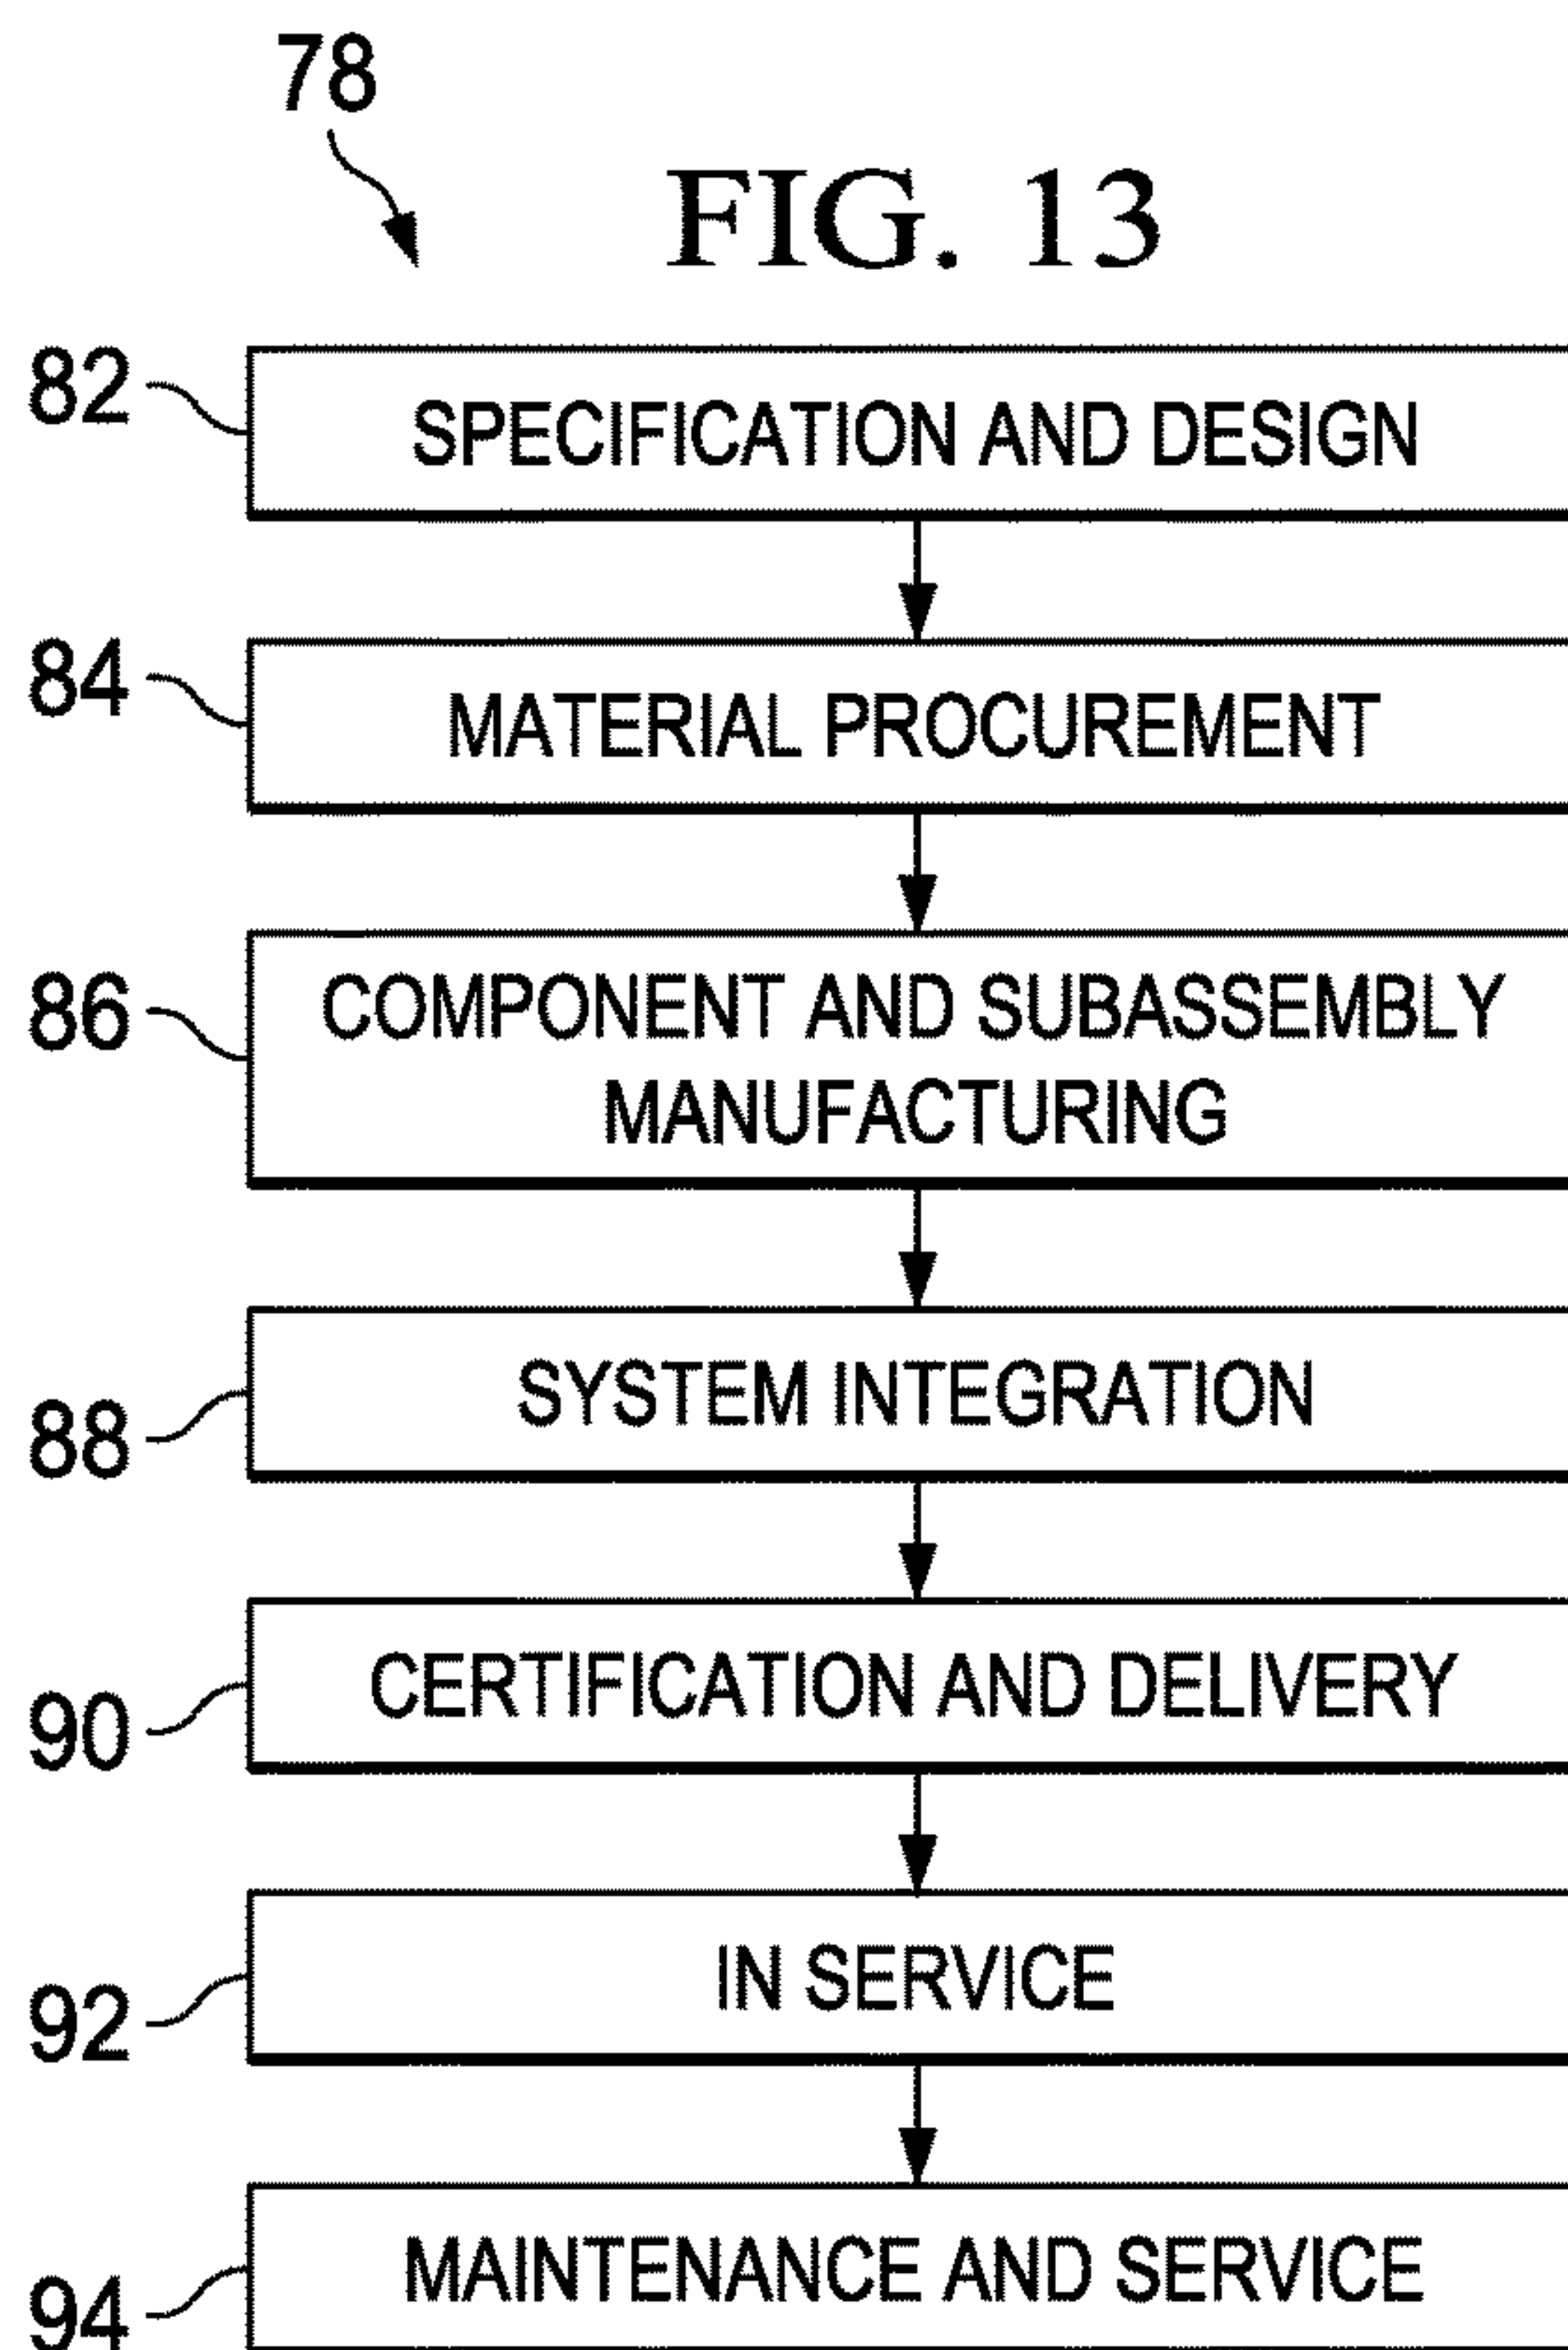 78
FIG. 13
82
SPECIFICATION AND DESIGN
84
MATERIAL PROCUREMENT
86
COMPONENT AND SUBASSEMBLY
MANUFACTURING
88
SYSTEM INTEGRATION
90
CERTIFICATION AND DELIVERY
92
IN SERVICE
94
MAINTENANCE AND SERVICE